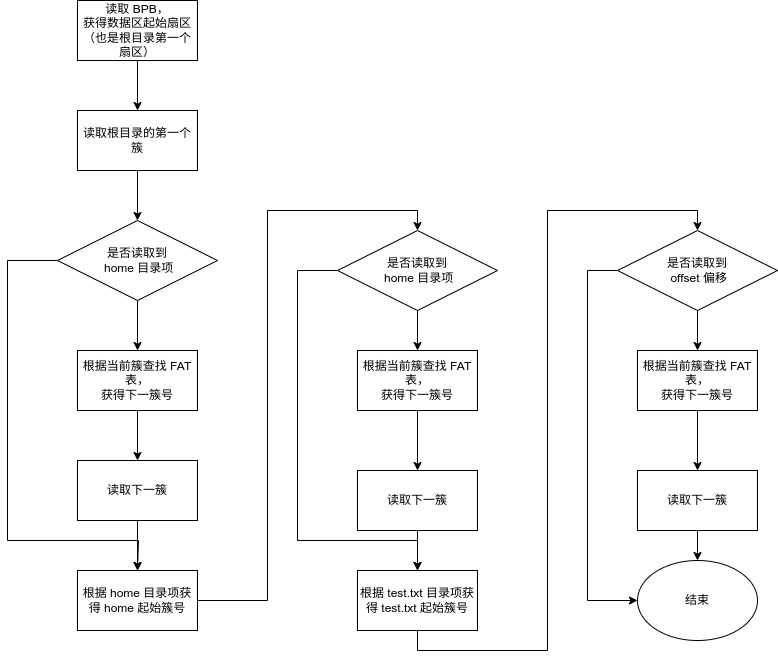 读取 BPB，
获得数据区起始扇区
（也是根目录第一个
扇区）
读取根目录的第一个
簇
是否读取到
home 目录项
根据当前簇查找 FAT
表，
获得下一簇号
读取下一簇
根据 home 目录项获
得 home 起始簇号
是否读取到
home 目录项
根据当前簇查找 FAT
表，
获得下一簇号
读取下一簇
根据 test.txt 目录项获
得 test.txt 起始簇号
是否读取到
offset 偏移
根据当前簇查找 FAT
表，
获得下一簇号
读取下一簇
结束